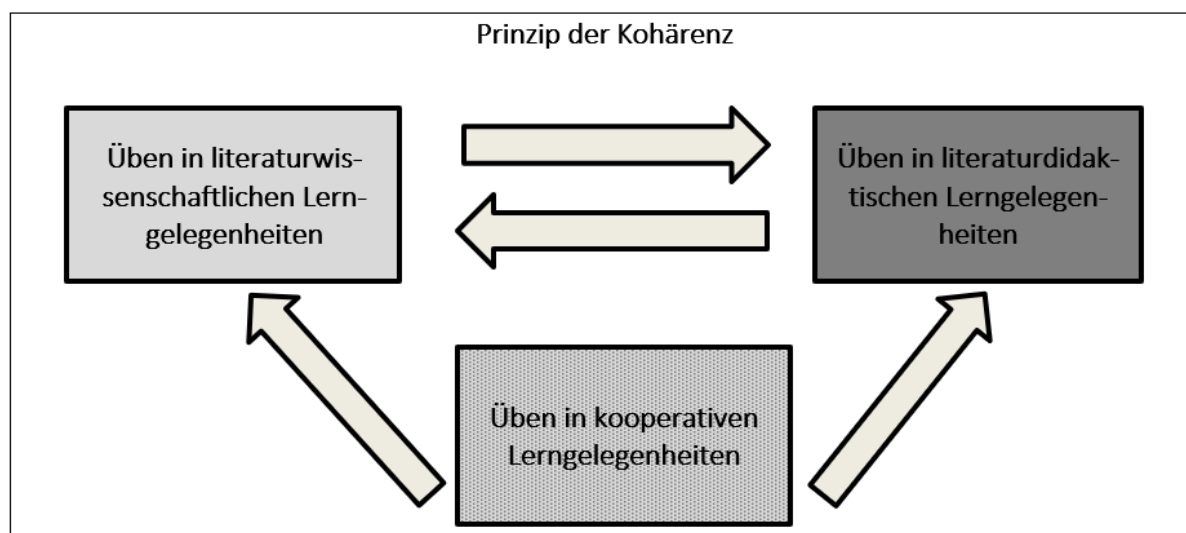 Prinzip der Kohärenz
Üben in literaturwis-
senschaftlichen Lern-
gelegenheiten
Üben in literaturdidak-
tischen Lerngelegen-
heiten
Üben in kooperativen
Lerngelegenheiten